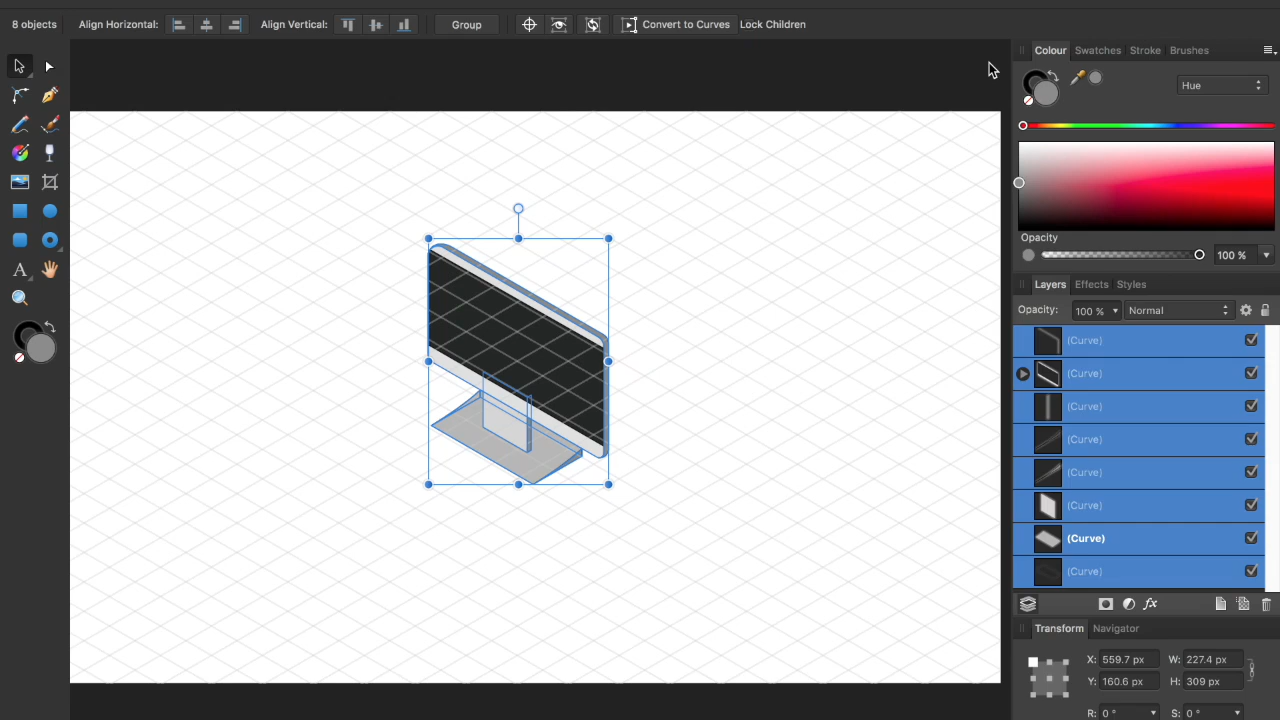 8 objects Align Horizontal: Align Vertical: Group Convert to Curves Lock Children
Colour Swatches Stroke Brushes
Hue
Opacity
100 %
Layers Effects Styles
Opacity: 100 % Normal
(Curve)
(Curve)
(Curve)
(Curve)
(Curve)
(Curve)
(Curve)
(Curve)
fx
Transform Navigator
X: 559.7 px W: 227.4 px
Y: 160.6 px H: 309 px
R: 0 ° S: 0 °
A